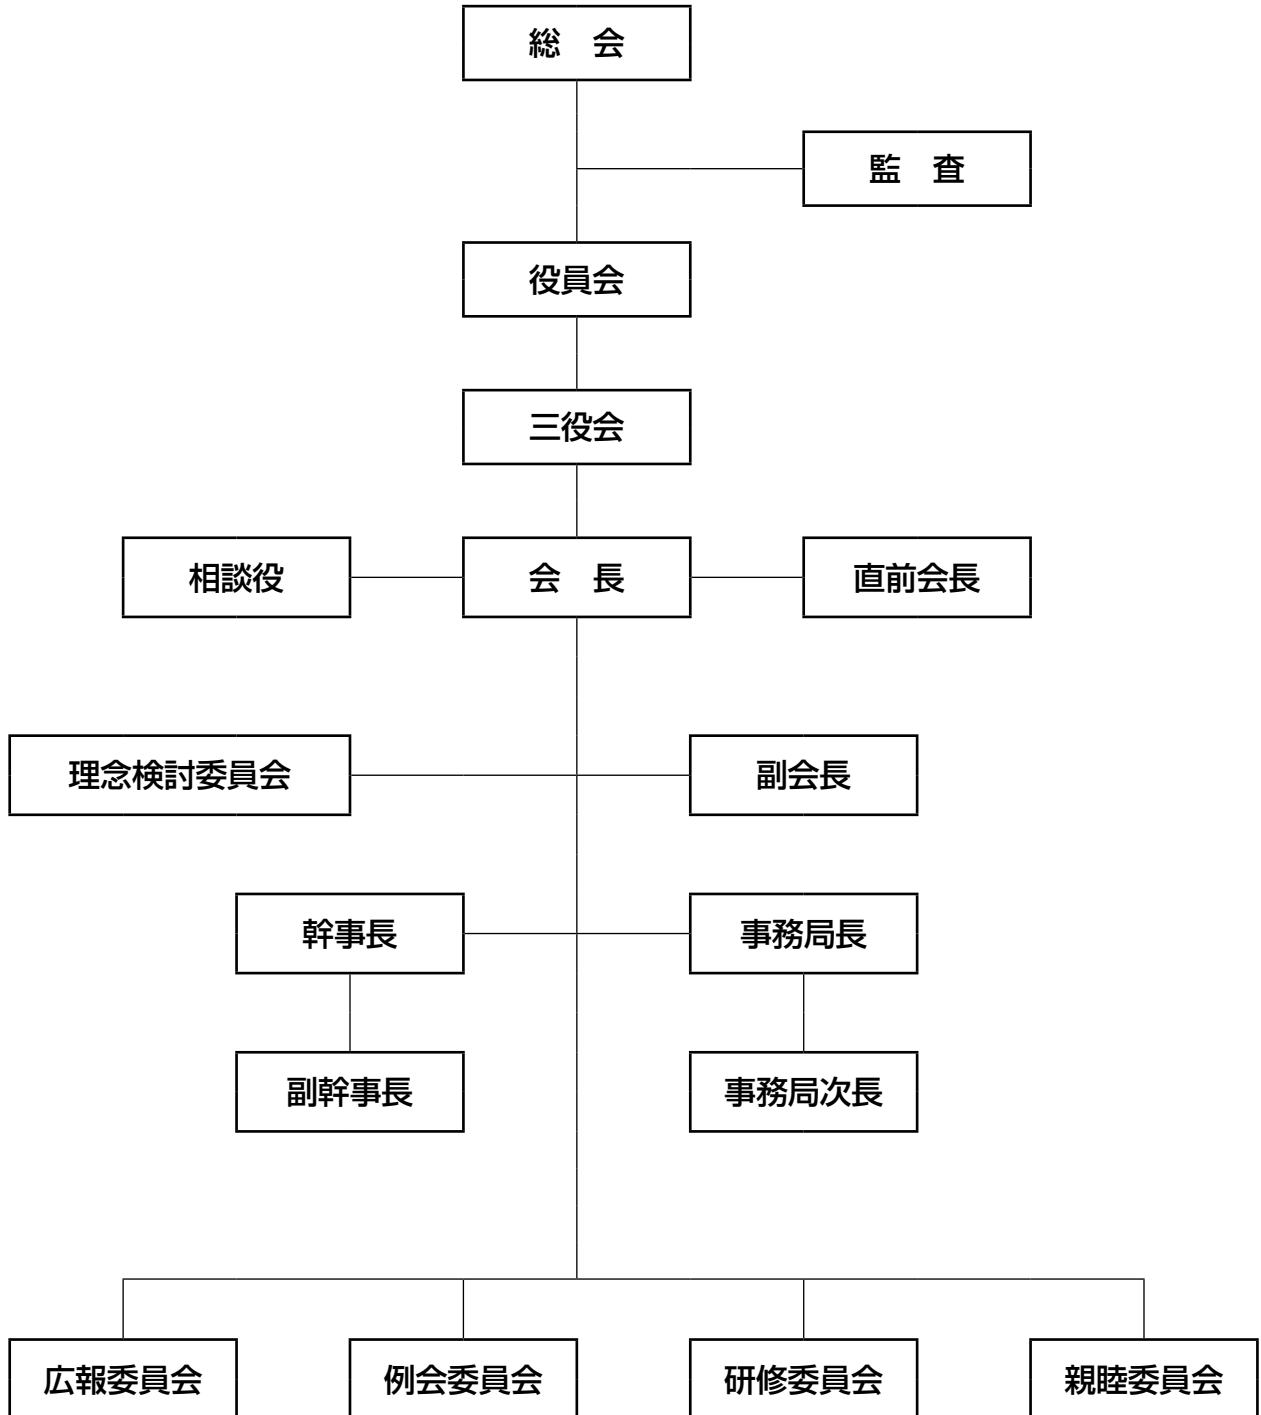 総　会
監　査
役員会
三役会
相談役
会　長
直前会長
理念検討委員会
副会長
幹事長
事務局長
副幹事長
事務局次長
広報委員会
例会委員会
研修委員会
親睦委員会